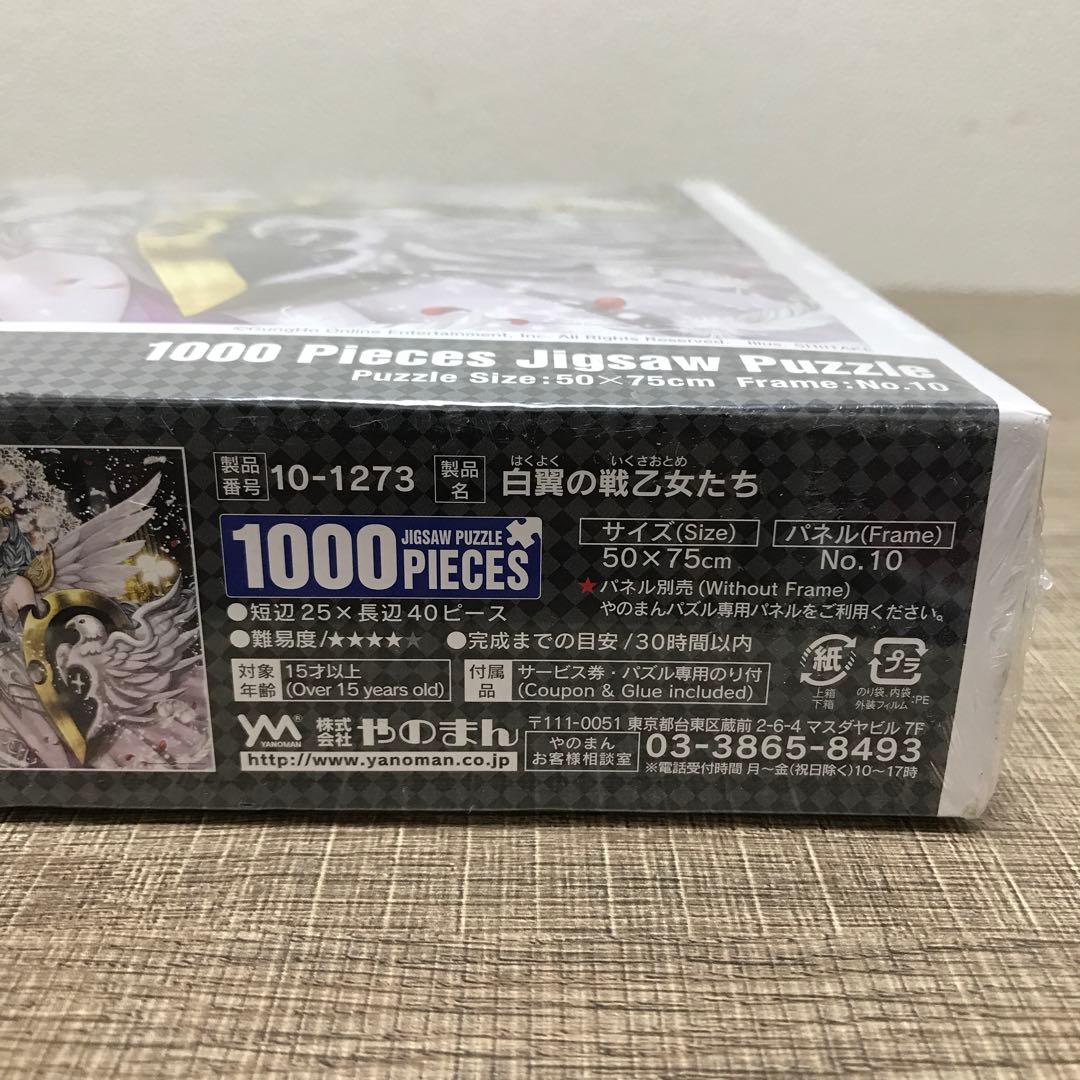 ©GungHo Online Entertainment, Inc. All Rights Reserved. Illus. SHIITAKE
1000 Pieces Jigsaw Puzzle
Puzzle Size:50×75cm Frame:No.10
製品番号 10-1273 製品名 白翼の戦乙女たち
はくよく いくさおとめ
1000 JIGSAW PUZZLE PIECES
サイズ(Size) パネル(Frame)
50×75cm No.10
★パネル別売(Without Frame)
やのまんパズル専用パネルをご利用ください。
●短辺25×長辺40ピース
●難易度/★★★★★ ●完成までの目安/30時間以内
対象年齢 15才以上 (Over 15 years old)
付属品 サービス券・パズル専用のり付 (Coupon & Glue included)
紙 上箱 下箱
プラ のり袋、内袋、外装フィルム:PE
YM® YANOMAN 株式会社 やのまん
http://www.yanoman.co.jp
〒111-0051 東京都台東区蔵前2-6-4 マスダヤビル7F
やのまん お客様相談室 03-3865-8493
※電話受付時間 月～金(祝日除く)10～17時